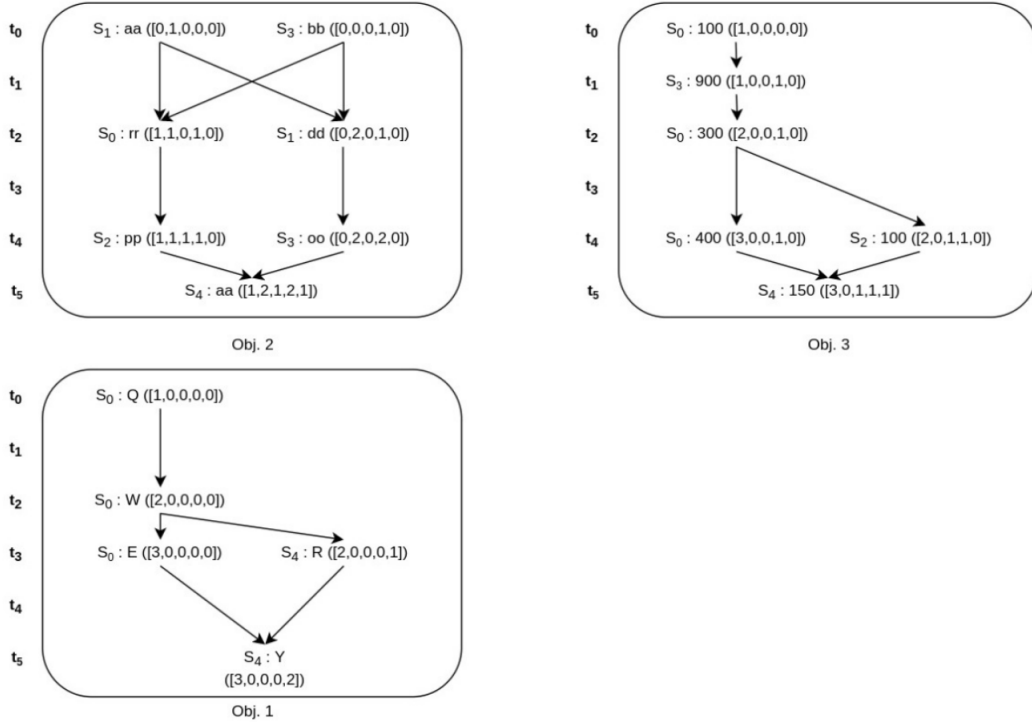 t0 S1 : aa ([0,1,0,0,0]) S3 : bb ([0,0,0,1,0])
t1
t2 S0 : rr ([1,1,0,1,0]) S1 : dd ([0,2,0,1,0])
t3
t4 S2 : pp ([1,1,1,1,0]) S3 : oo ([0,2,0,2,0])
t5 S4 : aa ([1,2,1,2,1])
Obj. 2
t0 S0 : 100 ([1,0,0,0,0])
t1 S3 : 900 ([1,0,0,1,0])
t2 S0 : 300 ([2,0,0,1,0])
t3
t4 S0 : 400 ([3,0,0,1,0]) S2 : 100 ([2,0,1,1,0])
t5 S4 : 150 ([3,0,1,1,1])
Obj. 3
t0 S0 : Q ([1,0,0,0,0])
t1
t2 S0 : W ([2,0,0,0,0])
t3 S0 : E ([3,0,0,0,0]) S4 : R ([2,0,0,0,1])
t4
t5 S4 : Y
([3,0,0,0,2])
Obj. 1